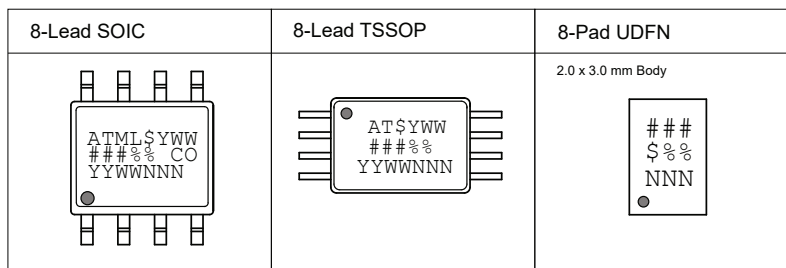 8-Lead SOIC
8-Lead TSSOP
8-Pad UDFN
2.0 x 3.0 mm Body
ATML$YWW
###%% CO
YYWWNNN
AT$YWW
###%%
YYWWNNN
###
$%%
NNN